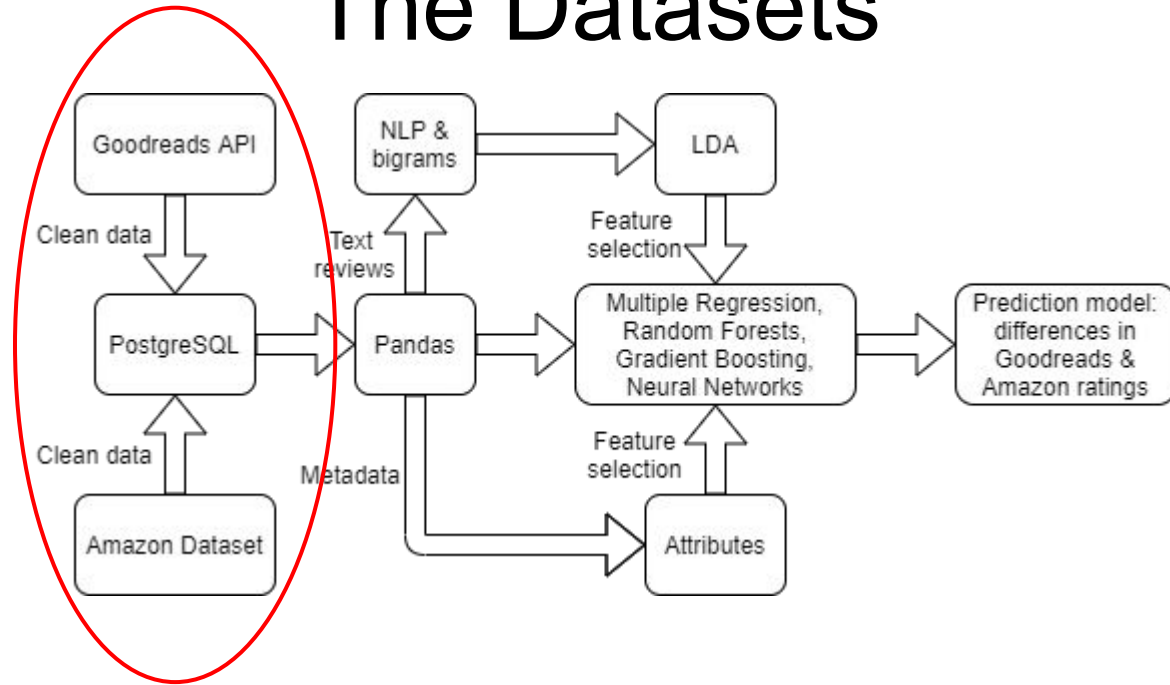 The Datasets
Goodreads API
NLP &
bigrams
LDA
Clean data
Text
reviews
Feature
selection
PostgreSQL
Pandas
Multiple Regression,
Random Forests,
Gradient Boosting,
Neural Networks
Prediction model:
differences in
Goodreads &
Amazon ratings
Clean data
Metadata
Feature
selection
Amazon Dataset
Attributes